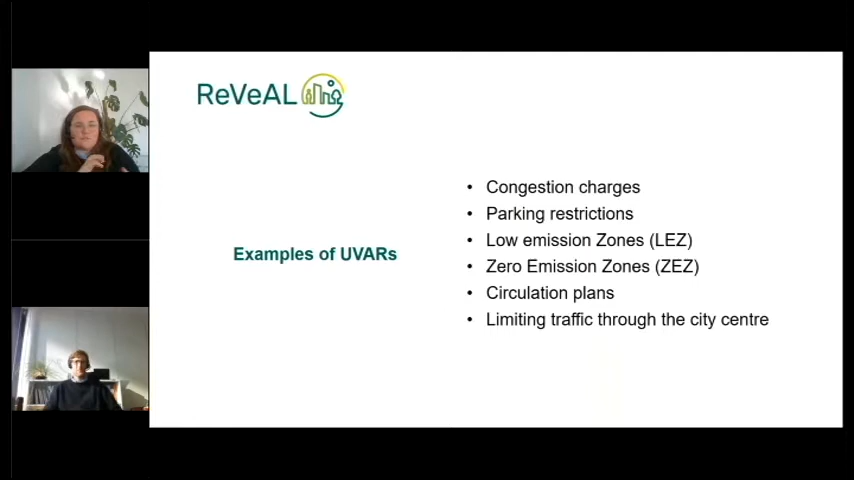 ReVeAL
Examples of UVARs
• Congestion charges
• Parking restrictions
• Low emission Zones (LEZ)
• Zero Emission Zones (ZEZ)
• Circulation plans
• Limiting traffic through the city centre